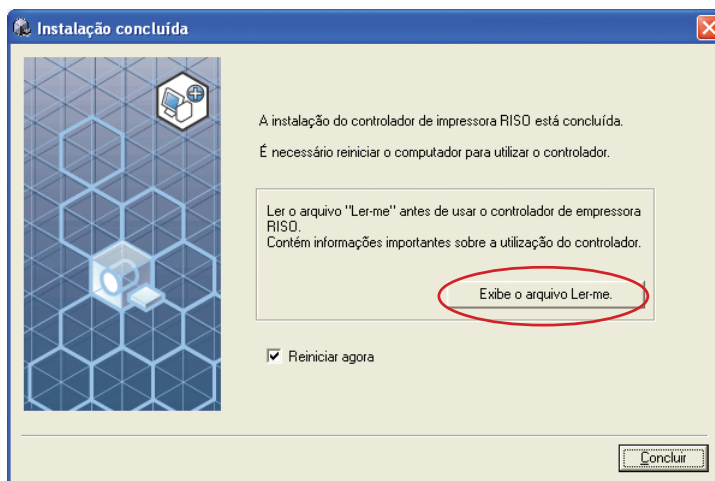 Instalação concluída
A instalação do controlador de impressora RISO está concluída.
É necessário reiniciar o computador para utilizar o controlador.
Ler o arquivo "Ler-me" antes de usar o controlador de empressora
RISO.
Contém informações importantes sobre a utilização do controlador.
Exibe o arquivo Ler-me.
Reiniciar agora
Concluir